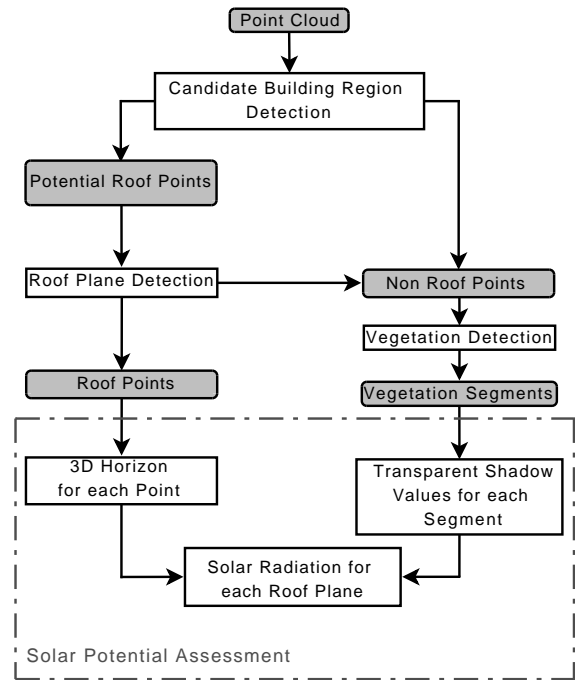 Point Cloud
Candidate Building Region
Detection
Potential Roof Points
Roof Plane Detection
Non Roof Points
Vegetation Detection
Roof Points
Vegetation Segments
3D Horizon
for each Point
Transparent Shadow
Values for each
Segment
Solar Radiation for
each Roof Plane
Solar Potential Assessment